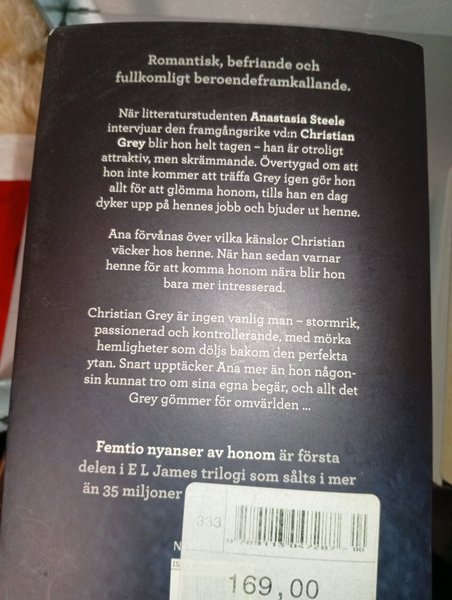 Romantisk, befriande och
fullkomligt beroendeframkallande.
När litteraturstudenten Anastasia Steele
intervjuar den framgångsrike vd:n Christian
Grey blir hon helt tagen – han är otroligt
attraktiv, men skrämmande. Övertygad om att
hon inte kommer att träffa Grey igen gör hon
allt för att glömma honom, tills han en dag
dyker upp på hennes jobb och bjuder ut henne.
Ana förvånas över vilka känslor Christian
väcker hos henne. När han sedan varnar
henne för att komma honom nära blir hon
bara mer intresserad.
Christian Grey är ingen vanlig man – stormrik,
passionerad och kontrollerande, med mörka
hemligheter som döljs bakom den perfekta
ytan. Snart upptäcker Ana mer än hon någon-
sin kunnat tro om sina egna begär, och allt det
Grey gömmer för omvärlden ...
Femtio nyanser av honom är första
delen i E L James trilogi som sålts i mer
än 35 miljoner
333
N
IS
169,00